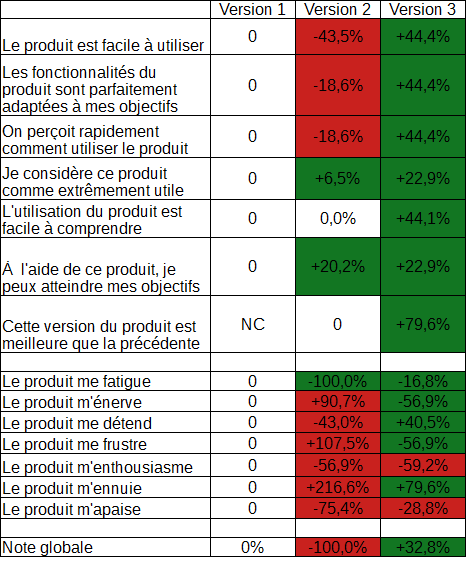 Version 1 Version 2 Version 3
Le produit est facile à utiliser 0 -43,5% +44,4%
Les fonctionnalités du
produit sont parfaitement
adaptées à mes objectifs 0 -18,6% +44,4%
On perçoit rapidement
comment utiliser le produit 0 -18,6% +44,4%
Je considère ce produit
comme extrêmement utile 0 +6,5% +22,9%
L'utilisation du produit est
facile à comprendre 0 0,0% +44,1%
À l'aide de ce produit, je
peux atteindre mes objectifs 0 +20,2% +22,9%
Cette version du produit est
meilleure que la précédente NC 0 +79,6%
Le produit me fatigue 0 -100,0% -16,8%
Le produit m'énerve 0 +90,7% -56,9%
Le produit me détend 0 -43,0% +40,5%
Le produit me frustre 0 +107,5% -56,9%
Le produit m'enthousiasme 0 -56,9% -59,2%
Le produit m'ennuie 0 +216,6% +79,6%
Le produit m'apaise 0 -75,4% -28,8%
Note globale 0% -100,0% +32,8%